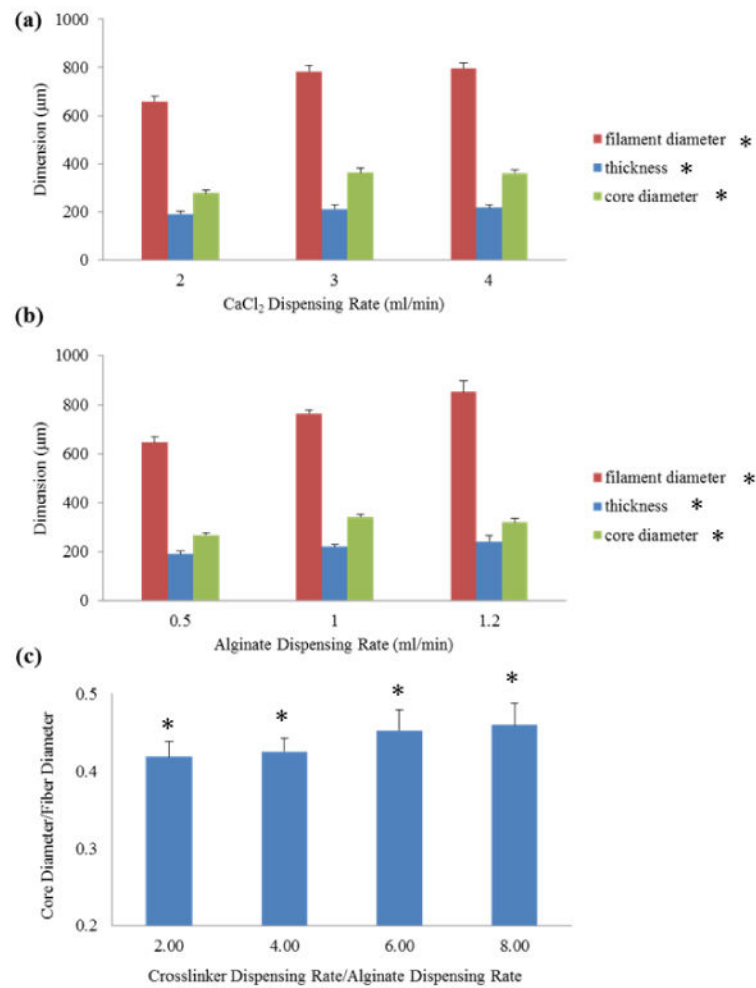 (a)
1000
800
600
400
200
0
Dimension (µm)
2 3 4
CaCl₂ Dispensing Rate (ml/min)
filament diameter *
thickness *
core diameter *
(b)
1000
800
600
400
200
0
Dimension (µm)
0.5 1 1.2
Alginate Dispensing Rate (ml/min)
filament diameter *
thickness *
core diameter *
(c)
0.5
0.4
0.3
0.2
Core Diameter/Fiber Diameter
* * * *
2.00 4.00 6.00 8.00
Crosslinker Dispensing Rate/Alginate Dispensing Rate